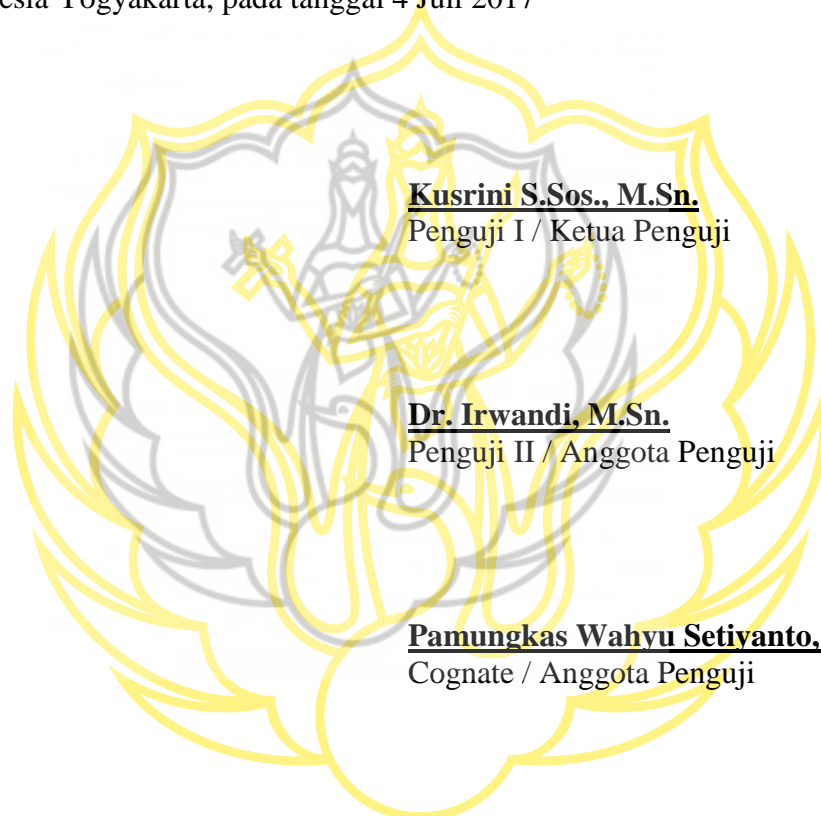 esia Yogyakarta, pada tanggal 4 Juli 2017
Kusrini S.Sos., M.Sn.
Penguji I / Ketua Penguji
Dr. Irwandi, M.Sn.
Penguji II / Anggota Penguji
Pamungkas Wahyu Setiyanto,
Cognate / Anggota Penguji